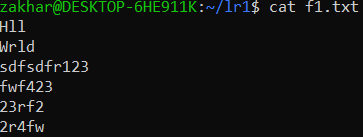 zakhar@DESKTOP-6HE911K:~/lr1$ cat f1.txt
Hll
Wrld
sdfsdfr123
fwf423
23rf2
2r4fw